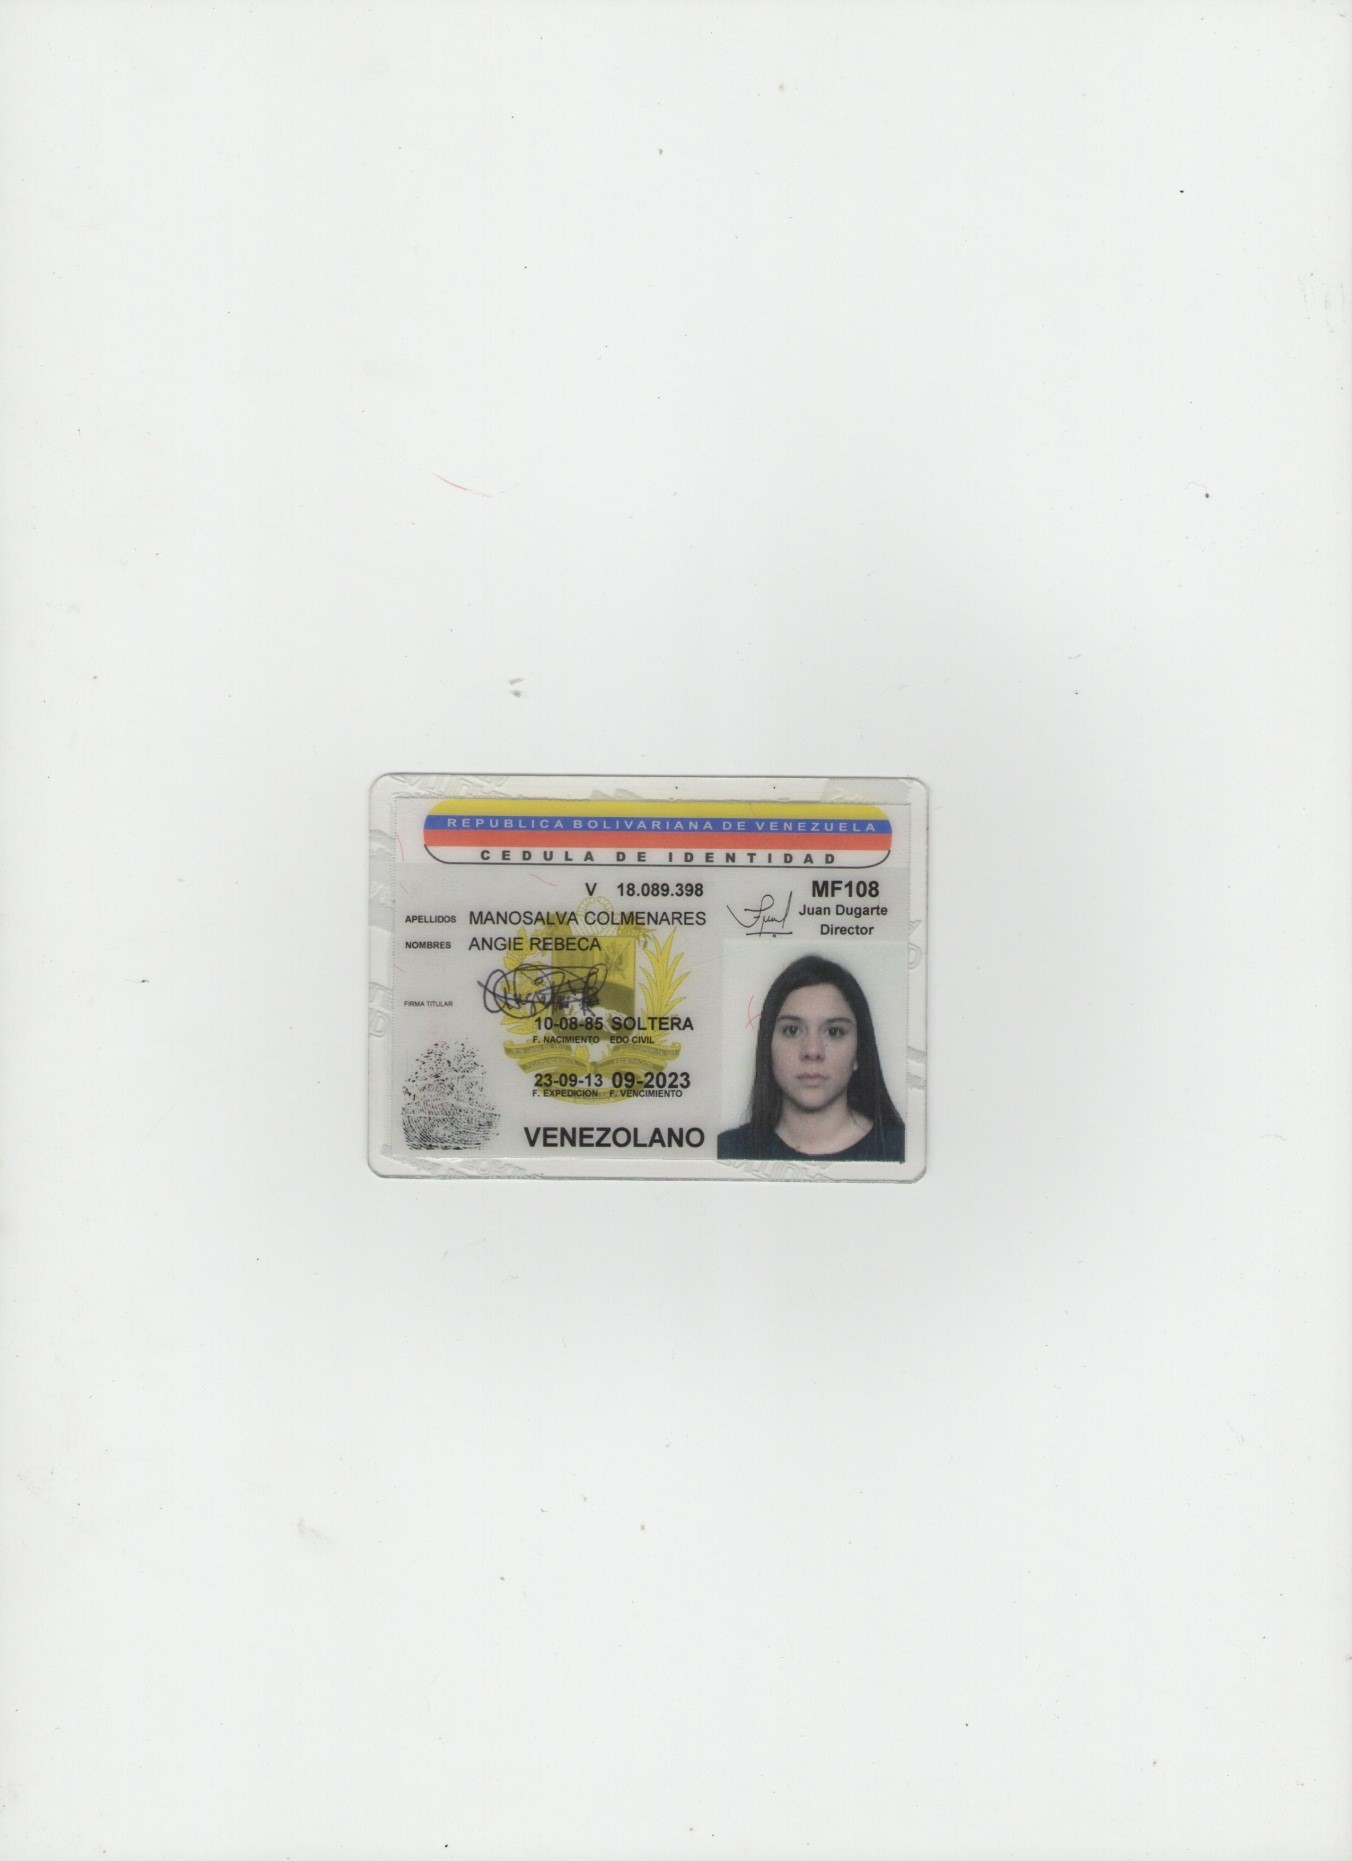 REPUBLICA BOLIVARIANA DE VENEZUELA
CEDULA DE IDENTIDAD
V 18.089.398
MF108
Juan Dugarte
Director
APELLIDOS MANOSALVA COLMENARES
NOMBRES ANGIE REBECA
FIRMA TITULAR
10-08-85 SOLTERA
F. NACIMIENTO EDO CIVIL
23-09-13 09-2023
F. EXPEDICION F. VENCIMIENTO
VENEZOLANO